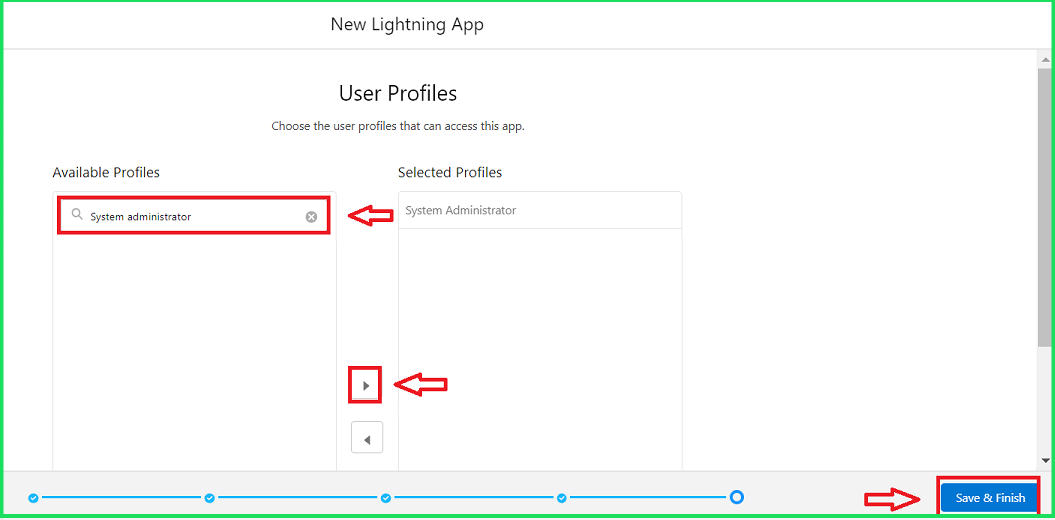 New Lightning App
User Profiles
Choose the user profiles that can access this app.
Available Profiles
Selected Profiles
System administrator
System Administrator
Save & Finish